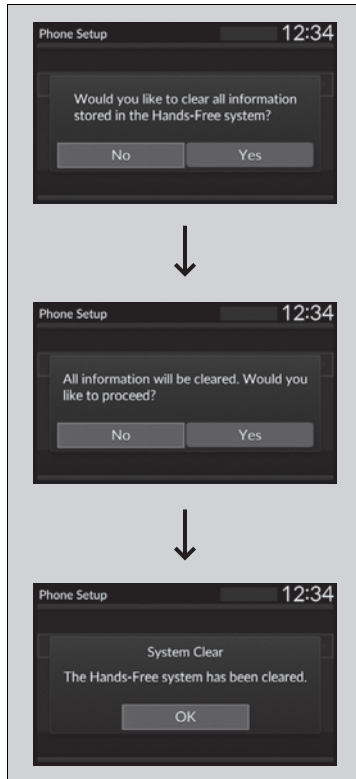 Phone Setup 12:34
Would you like to clear all information
stored in the Hands-Free system?
No Yes
Phone Setup 12:34
All information will be cleared. Would you
like to proceed?
No Yes
Phone Setup 12:34
System Clear
The Hands-Free system has been cleared.
OK